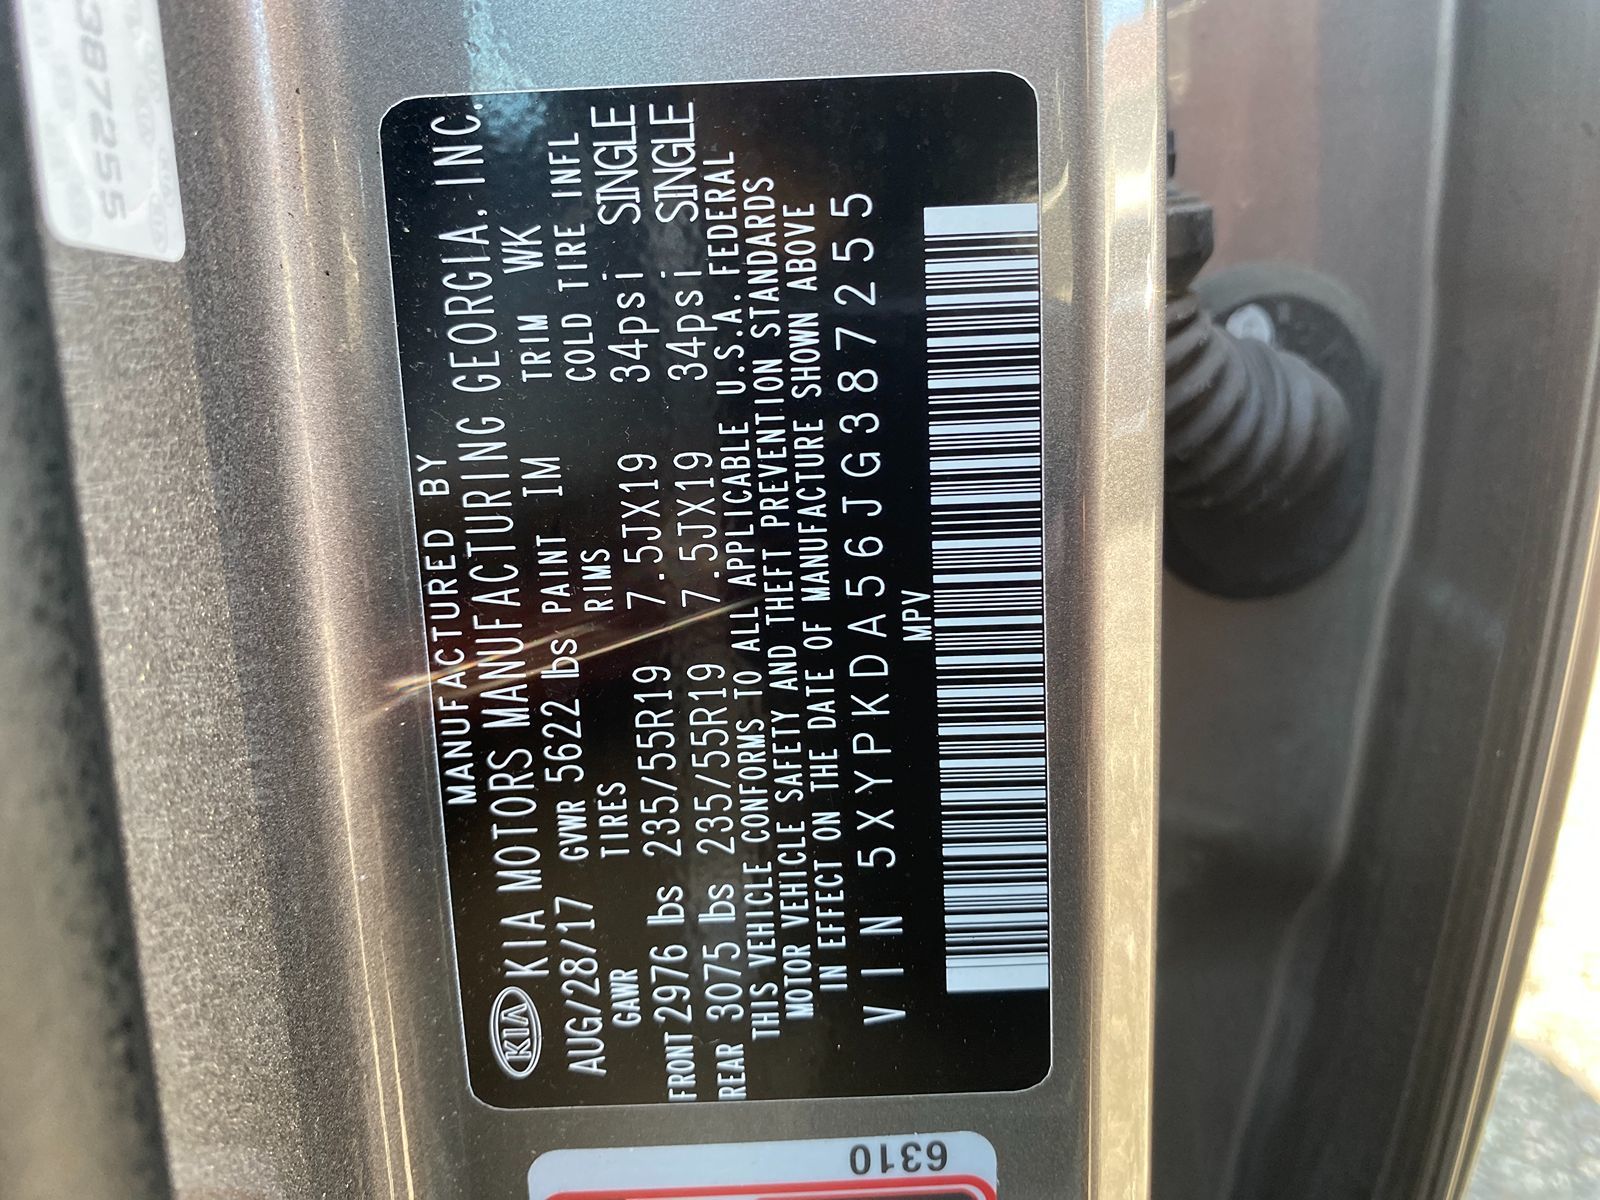 387255
MANUFACTURED BY
KIA KIA MOTORS MANUFACTURING GEORGIA, INC.
AUG/28/17 GVWR 5622 lbs PAINT IM TRIM WK
GAWR TIRES RIMS COLD TIRE INFL
FRONT 2976 lbs 235/55R19 7.5JX19 34psi SINGLE
REAR 3075 lbs 235/55R19 7.5JX19 34psi SINGLE
THIS VEHICLE CONFORMS TO ALL APPLICABLE U.S.A. FEDERAL
MOTOR VEHICLE SAFETY AND THEFT PREVENTION STANDARDS
IN EFFECT ON THE DATE OF MANUFACTURE SHOWN ABOVE
VIN 5XYPKDA56JG387255
MPV
6310